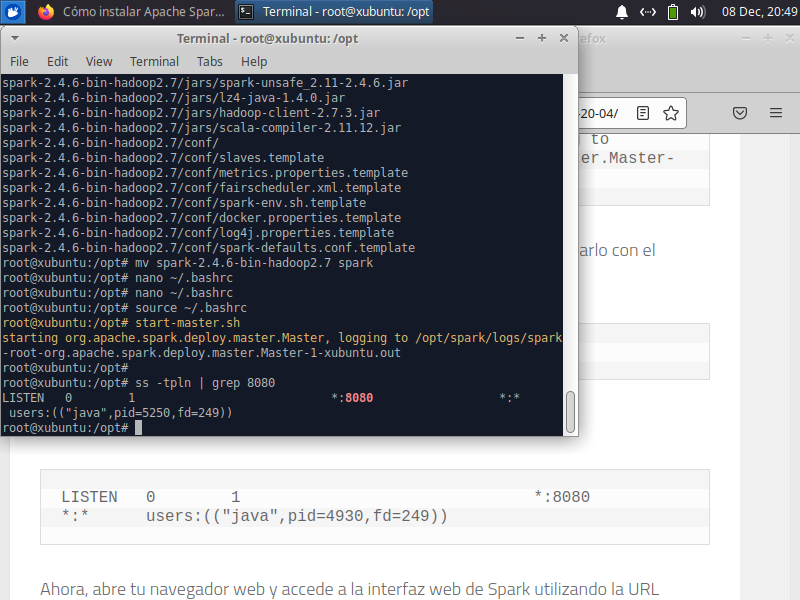 Cómo instalar Apache Spar...
Terminal - root@xubuntu: /opt
08 Dec, 20:49
Terminal - root@xubuntu: /opt
efox
File Edit View Terminal Tabs Help
spark-2.4.6-bin-hadoop2.7/jars/spark-unsafe_2.11-2.4.6.jar
spark-2.4.6-bin-hadoop2.7/jars/lz4-java-1.4.0.jar
spark-2.4.6-bin-hadoop2.7/jars/hadoop-client-2.7.3.jar
spark-2.4.6-bin-hadoop2.7/jars/scala-compiler-2.11.12.jar
spark-2.4.6-bin-hadoop2.7/conf/
spark-2.4.6-bin-hadoop2.7/conf/slaves.template
spark-2.4.6-bin-hadoop2.7/conf/metrics.properties.template
spark-2.4.6-bin-hadoop2.7/conf/fairscheduler.xml.template
spark-2.4.6-bin-hadoop2.7/conf/spark-env.sh.template
spark-2.4.6-bin-hadoop2.7/conf/docker.properties.template
spark-2.4.6-bin-hadoop2.7/conf/log4j.properties.template
spark-2.4.6-bin-hadoop2.7/conf/spark-defaults.conf.template
root@xubuntu:/opt# mv spark-2.4.6-bin-hadoop2.7 spark
root@xubuntu:/opt# nano ~/.bashrc
root@xubuntu:/opt# nano ~/.bashrc
root@xubuntu:/opt# source ~/.bashrc
root@xubuntu:/opt# start-master.sh
starting org.apache.spark.deploy.master.Master, logging to /opt/spark/logs/spark
-root-org.apache.spark.deploy.master.Master-1-xubuntu.out
root@xubuntu:/opt#
root@xubuntu:/opt# ss -tpln | grep 8080
LISTEN 0 1 *:8080 *:*
users:(("java",pid=5250,fd=249))
root@xubuntu:/opt#
-20-04/
to
er.Master-
arlo con el
LISTEN 0 1 *:8080
*:* users:(("java",pid=4930,fd=249))
Ahora, abre tu navegador web y accede a la interfaz web de Spark utilizando la URL